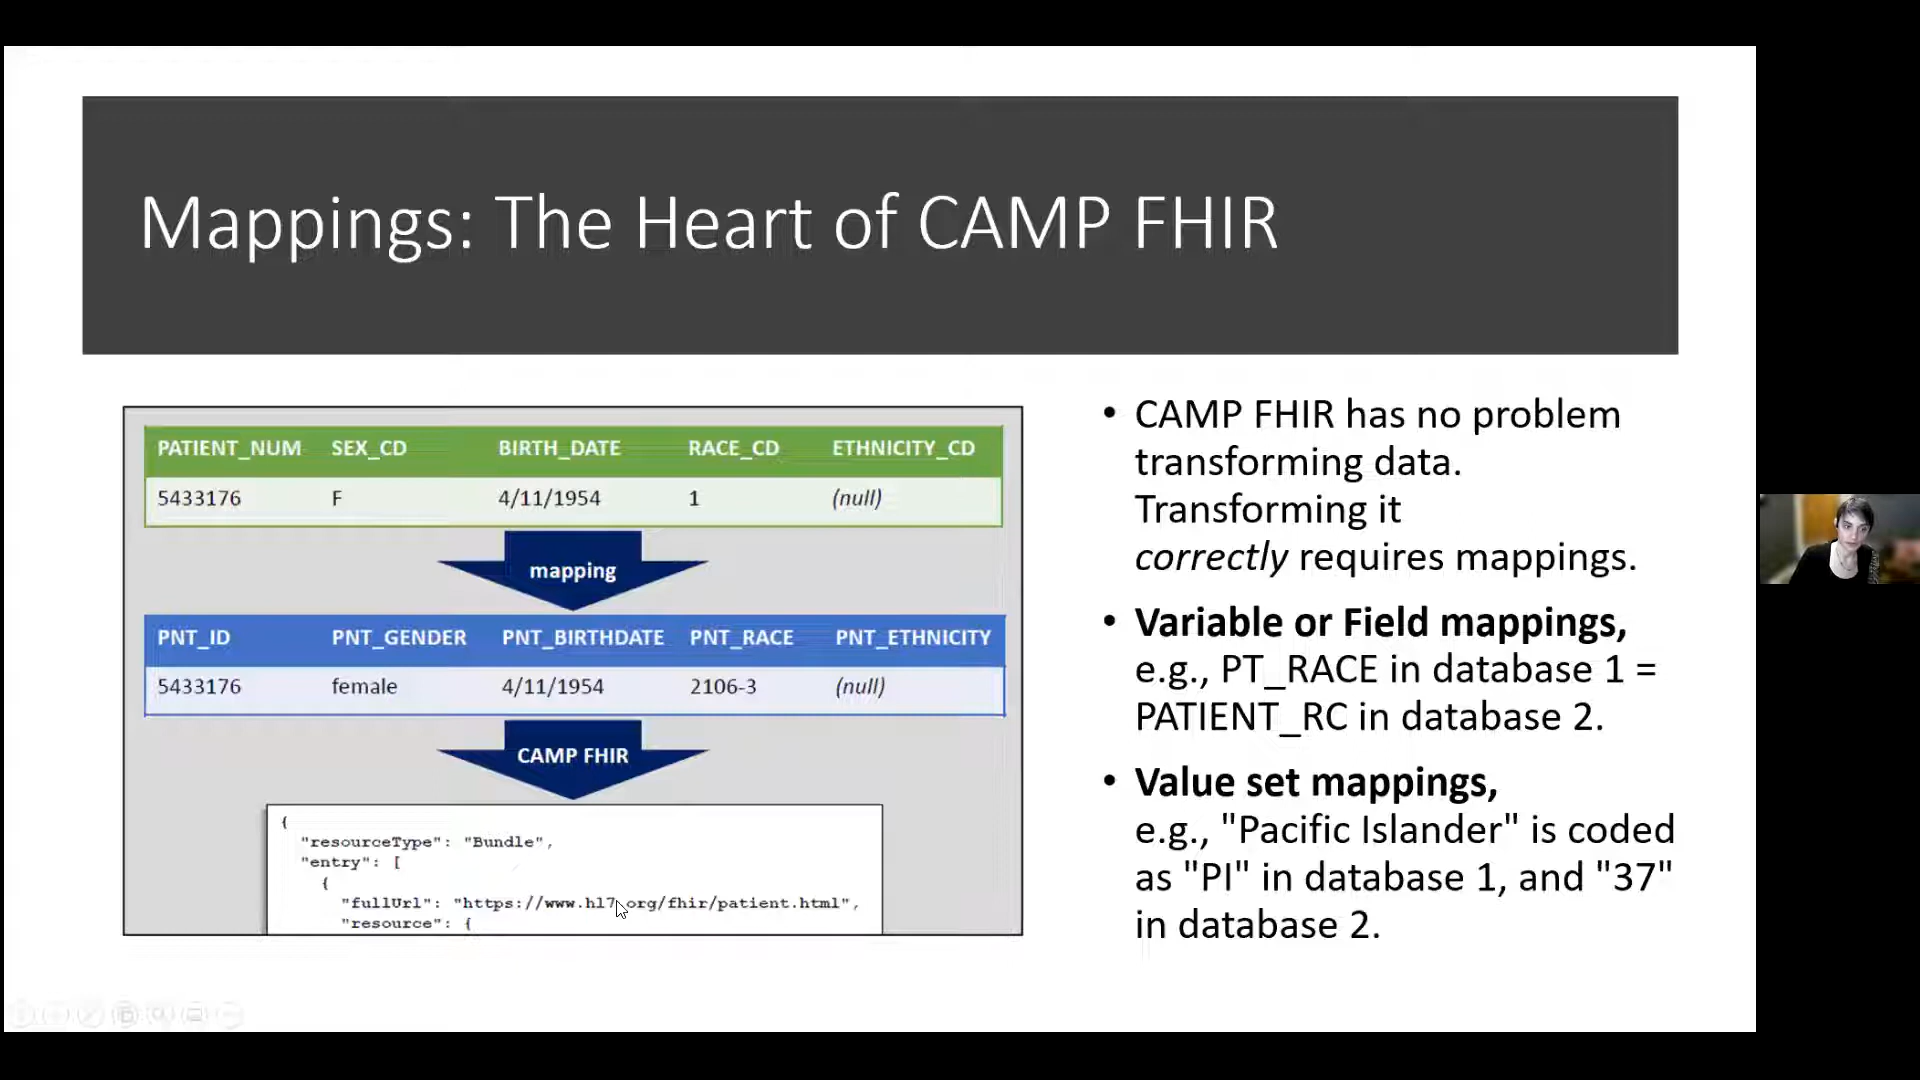 Mappings: The Heart of CAMP FHIR
PATIENT_NUM SEX_CD BIRTH_DATE RACE_CD ETHNICITY_CD
5433176 F 4/11/1954 1 (null)
mapping
PNT_ID PNT_GENDER PNT_BIRTHDATE PNT_RACE PNT_ETHNICITY
5433176 female 4/11/1954 2106-3 (null)
CAMP FHIR
{
"resourceType": "Bundle",
"entry": [
{
"fullUrl": "https://www.hl7.org/fhir/patient.html",
"resource": {
• CAMP FHIR has no problem
transforming data.
Transforming it
correctly requires mappings.
• Variable or Field mappings,
e.g., PT_RACE in database 1 =
PATIENT_RC in database 2.
• Value set mappings,
e.g., "Pacific Islander" is coded
as "PI" in database 1, and "37"
in database 2.